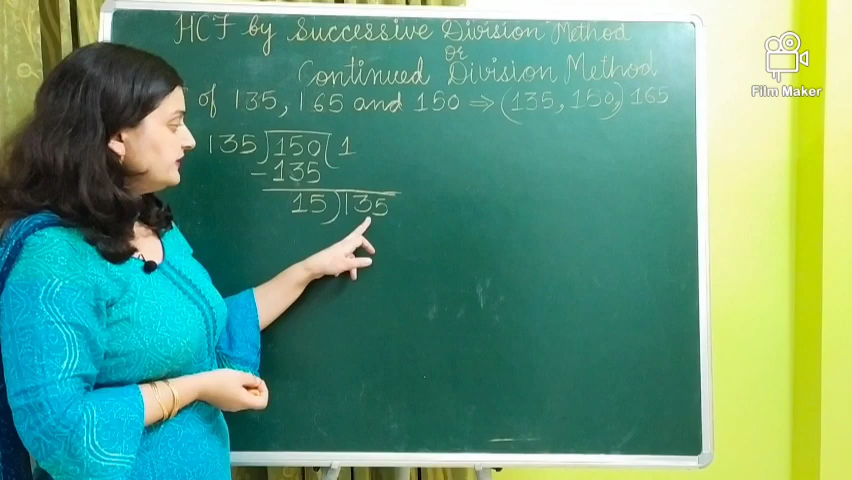 HCF by Successive Division Method
or
Continued Division Method
of 135, 165 and 150 ⇒ (135, 150,) 165
135)150(1
-135
15)135
Film Maker